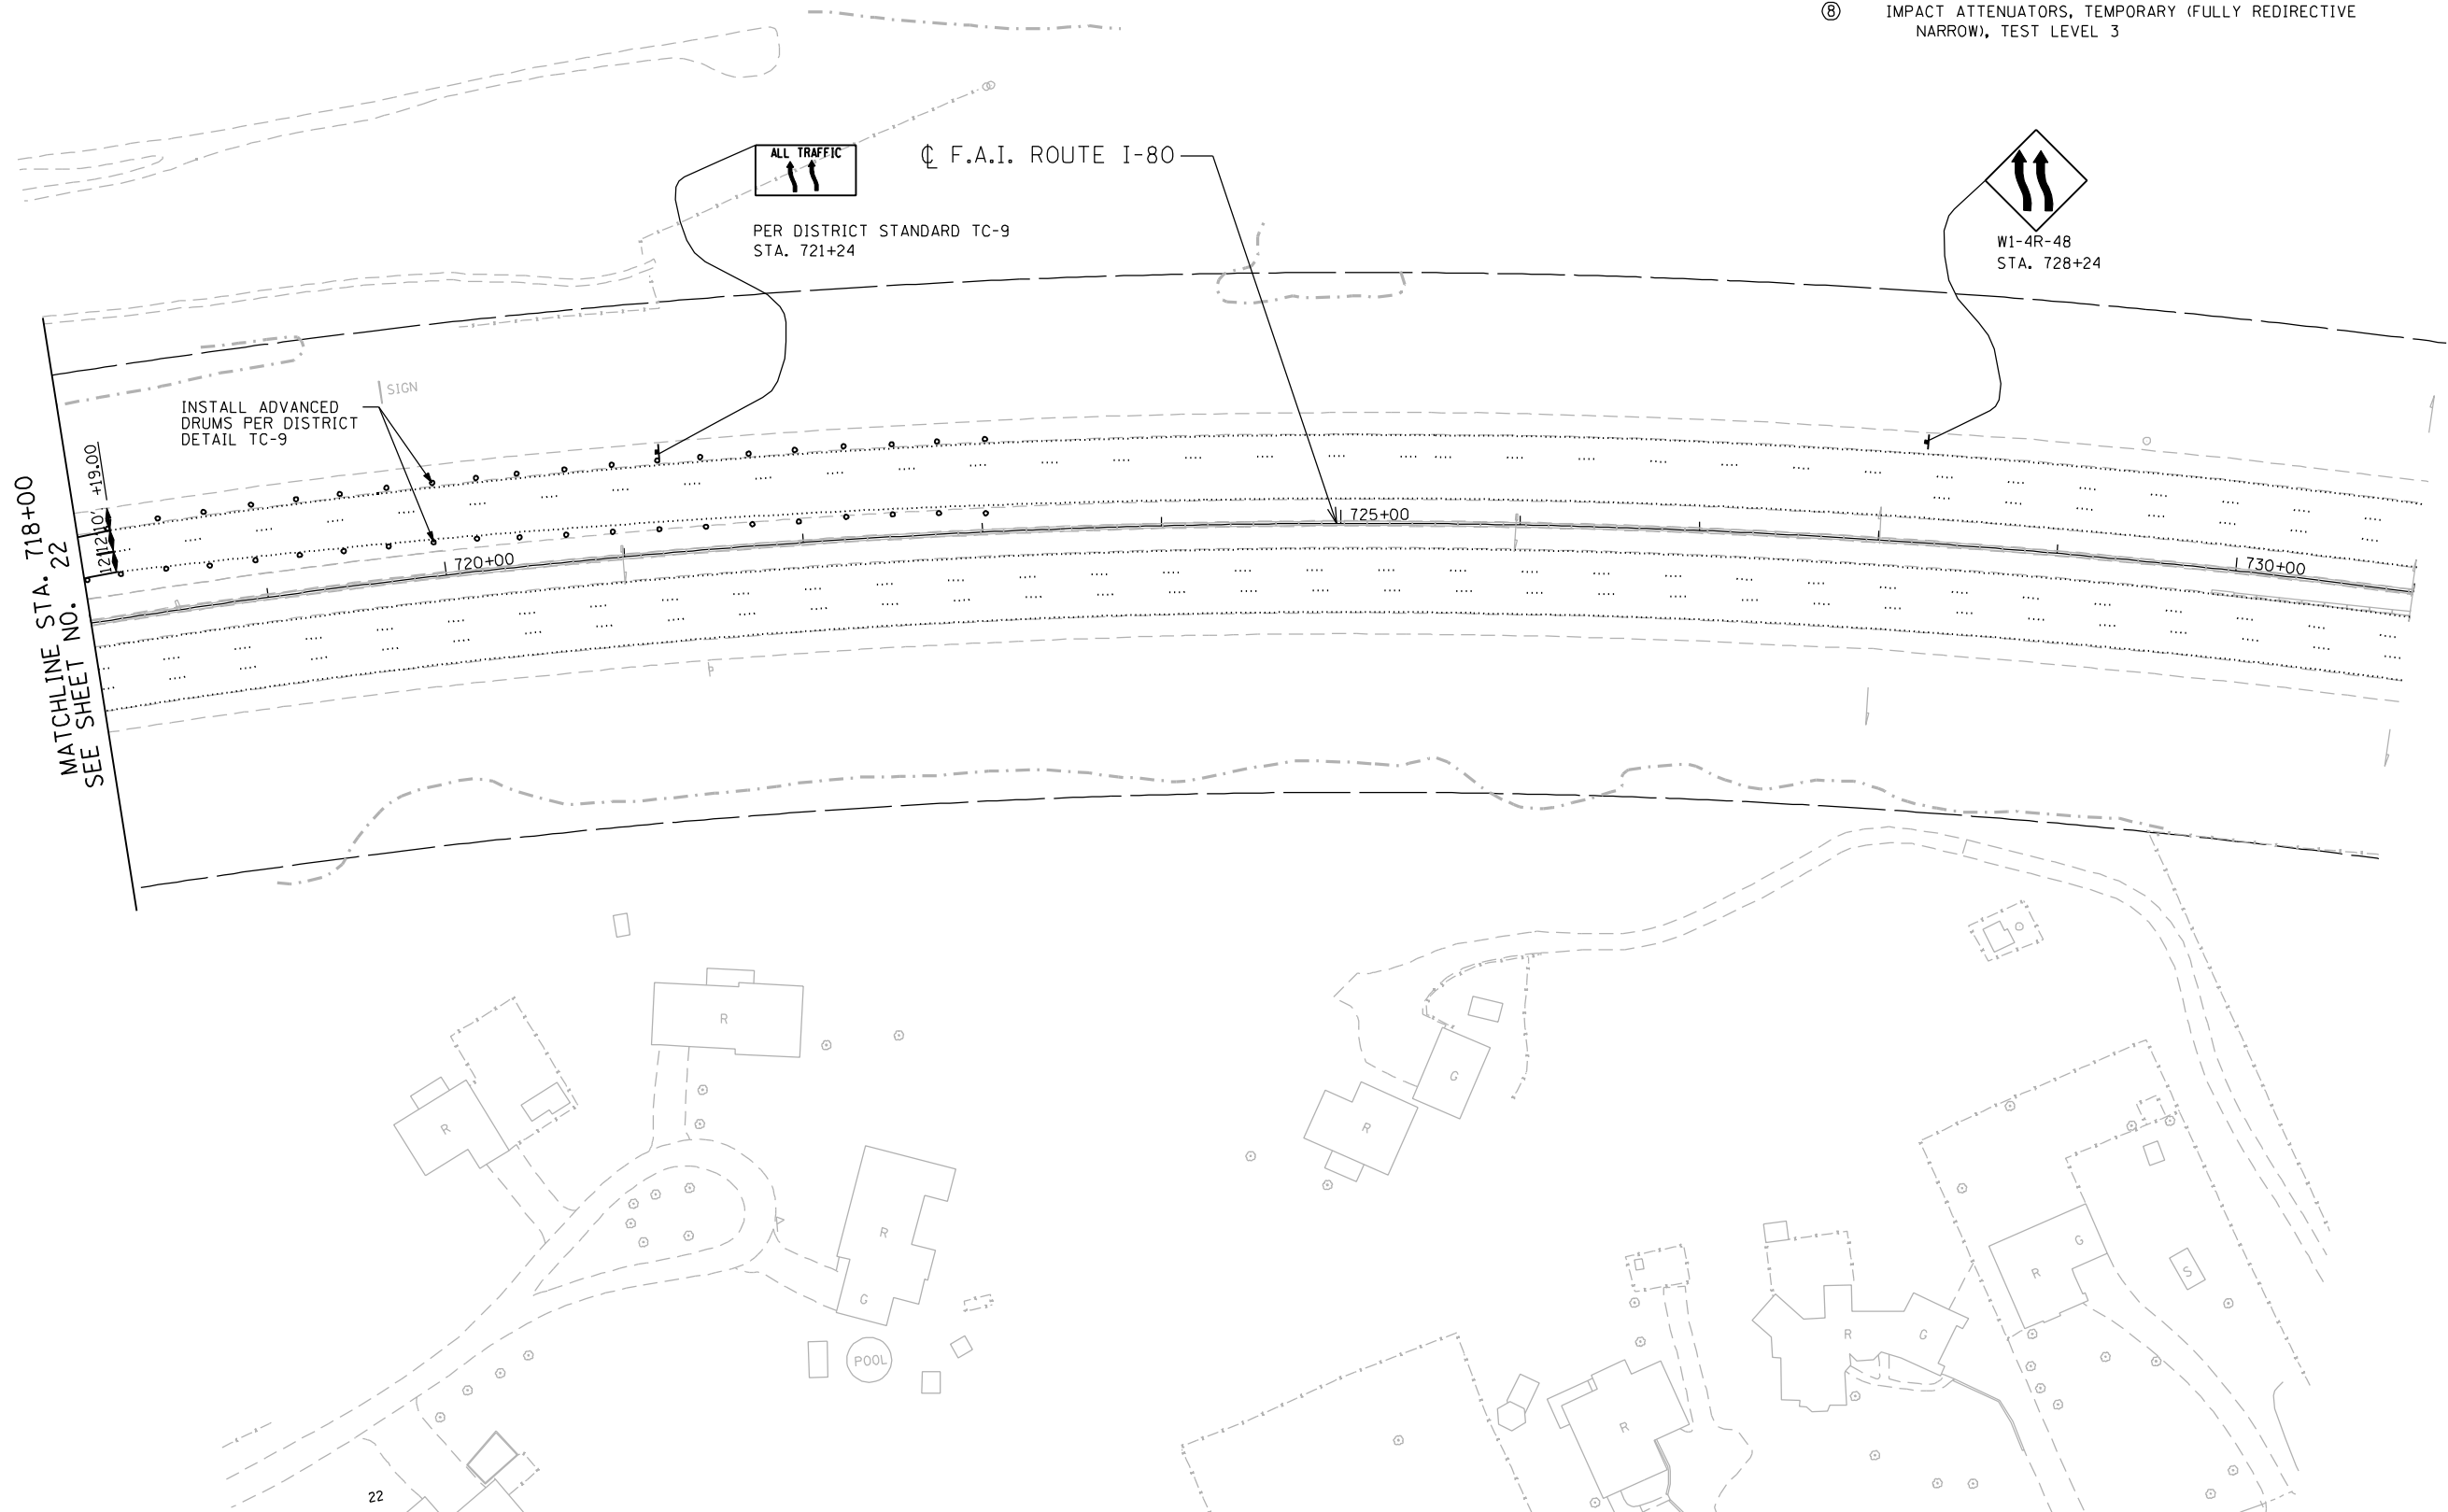 ⑧ IMPACT ATTENUATORS, TEMPORARY (FULLY REDIRECTIVE
NARROW), TEST LEVEL 3
ALL TRAFFIC
℄ F.A.I. ROUTE I-80
PER DISTRICT STANDARD TC-9
STA. 721+24
W1-4R-48
STA. 728+24
SIGN
INSTALL ADVANCED
DRUMS PER DISTRICT
DETAIL TC-9
+19.00
10'
12'
12'
MATCHLINE STA. 718+00
SEE SHEET NO. 22
720+00
725+00
730+00
P
R
R
G
R
R
R
G
G
R
S
R
G
POOL
R
22